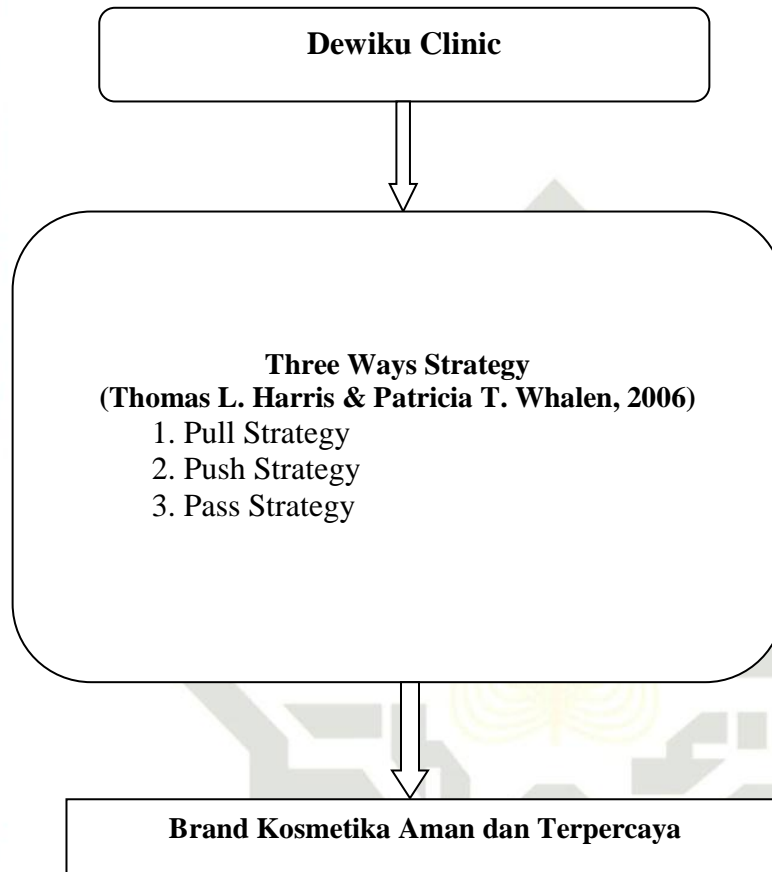 Dewiku Clinic
Three Ways Strategy
(Thomas L. Harris & Patricia T. Whalen, 2006)
1. Pull Strategy
2. Push Strategy
3. Pass Strategy
Brand Kosmetika Aman dan Terpercaya